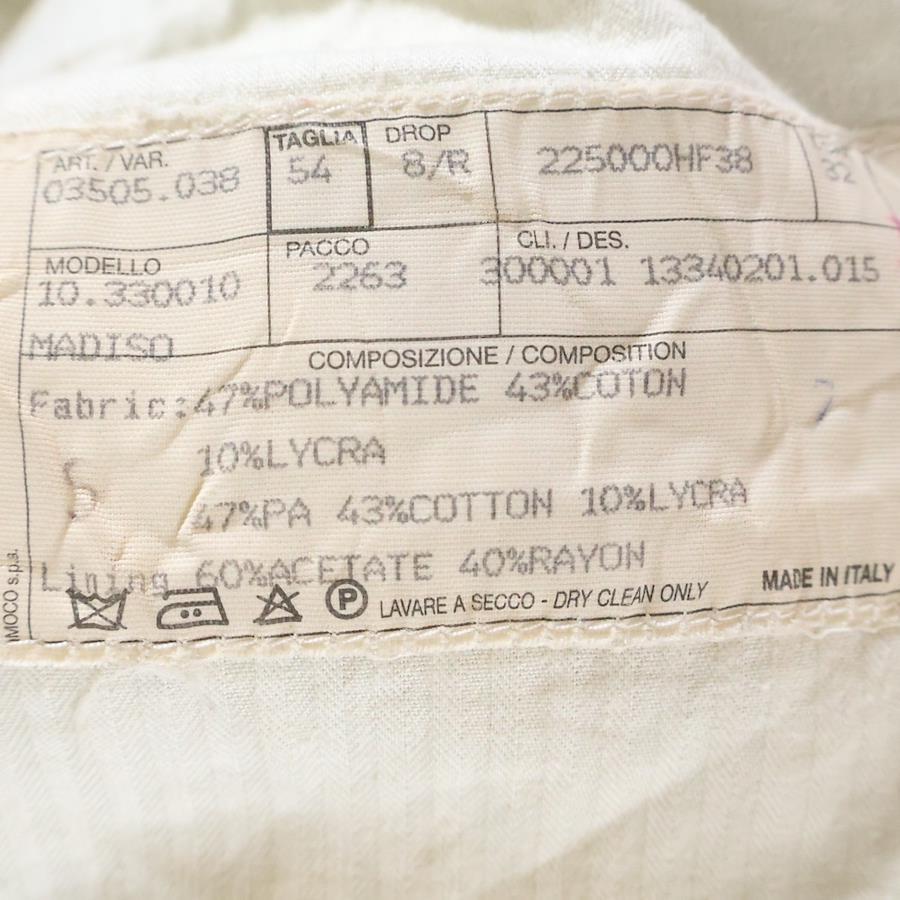 ART. / VAR. TAGLIA DROP
03505.038 54 8/R 225000HF38
MODELLO PACCO CLI. / DES.
10.330010 2263 300001 13340201.015
MADISO
COMPOSIZIONE / COMPOSITION
Fabric:47%POLYAMIDE 43%COTON
10%LYCRA
47%PA 43%COTTON 10%LYCRA
Lining 60%ACETATE 40%RAYON
P LAVARE A SECCO - DRY CLEAN ONLY MADE IN ITALY